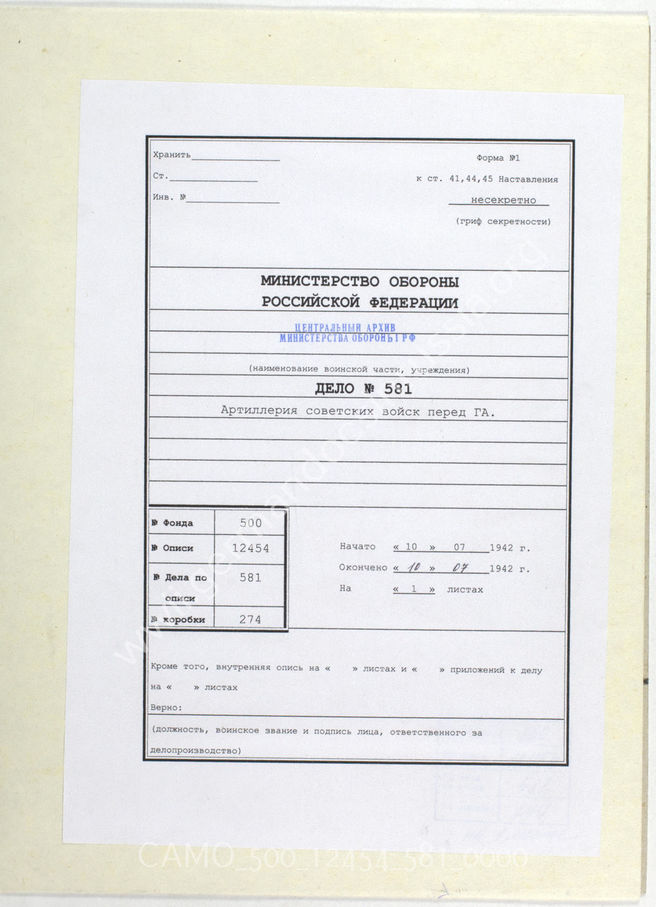 Хранить
Форма №1
Ст.
к ст. 41,44,45 Наставления
Инв. №
несекретно
(гриф секретности)
МИНИСТЕРСТВО ОБОРОНЫ
РОССИЙСКОЙ ФЕДЕРАЦИИ
ЦЕНТРАЛЬНЫЙ АРХИВ
МИНИСТЕРСТВА ОБОРОНЫ РФ
(наименование воинской части, учреждения)
ДЕЛО № 581
Артиллерия советских войск перед ГА.
№ Фонда 500
№ Описи 12454
№ Дела по описи 581
№ коробки 274
Начато « 10 » 07 1942 г.
Окончено « 10 » 07 1942 г.
На « 1 » листах
Кроме того, внутренняя опись на « » листах и « » приложений к делу
на « » листах
Верно:
(должность, воинское звание и подпись лица, ответственного за
делопроизводство)
CAMO_500_12454_581_0000